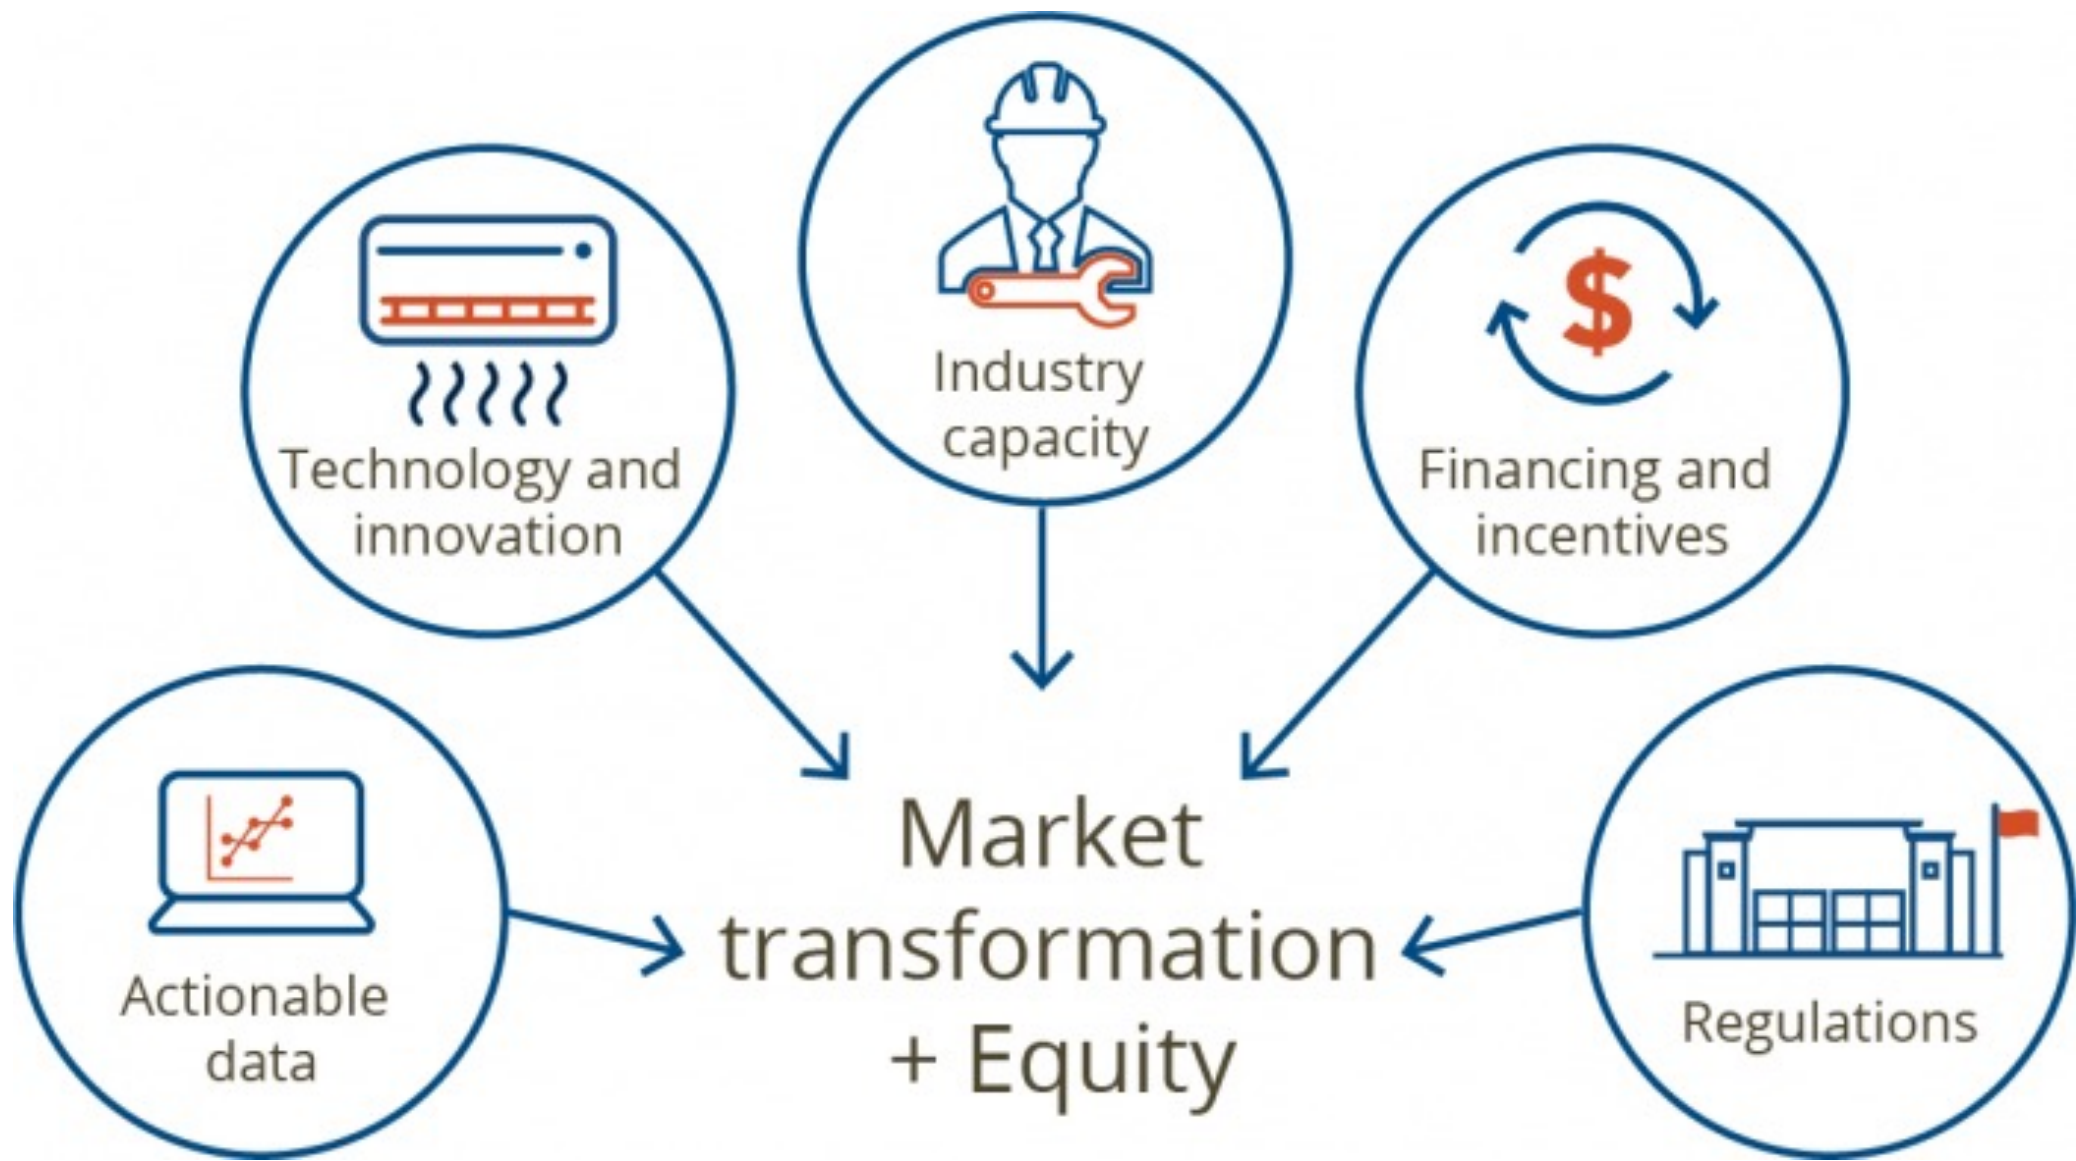 Industry
capacity
Technology and
innovation
$
Financing and
incentives
Actionable
data
Market
transformation
+ Equity
Regulations